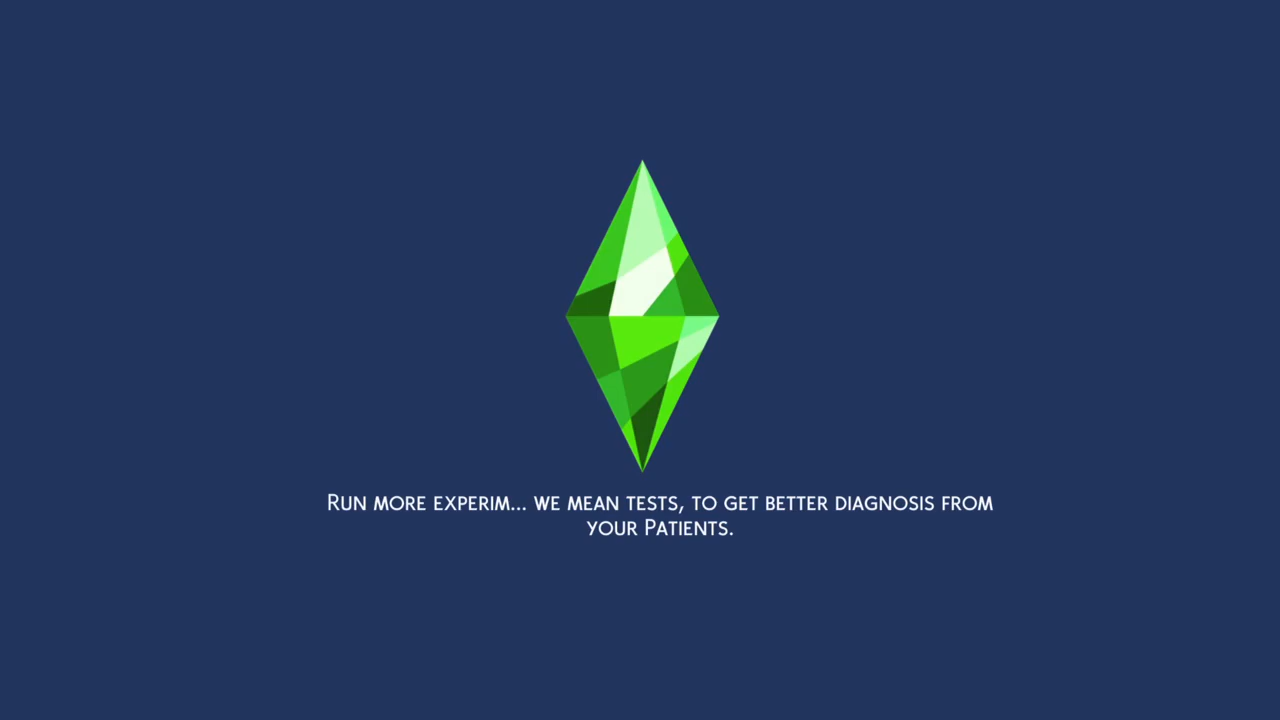 Run more experim... we mean tests, to get better diagnosis from
your Patients.